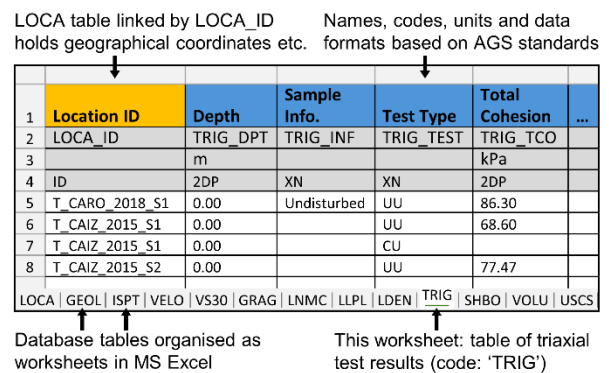 LOCA table linked by LOCA_ID
holds geographical coordinates etc.
Names, codes, units and data
formats based on AGS standards
1 Location ID Depth Sample Info. Test Type Total Cohesion ...
2 LOCA_ID TRIG_DPT TRIG_INF TRIG_TEST TRIG_TCO
3 m kPa
4 ID 2DP XN XN 2DP
5 T_CARO_2018_S1 0.00 Undisturbed UU 86.30
6 T_CAIZ_2015_S1 0.00 UU 68.60
7 T_CAIZ_2015_S1 0.00 CU
8 T_CAIZ_2015_S2 0.00 UU 77.47
LOCA | GEOL | ISPT | VELO | VS30 | GRAG | LNMC | LLPL | LDEN | TRIG | SHBO | VOLU | USCS
Database tables organised as
worksheets in MS Excel
This worksheet: table of triaxial
test results (code: 'TRIG')